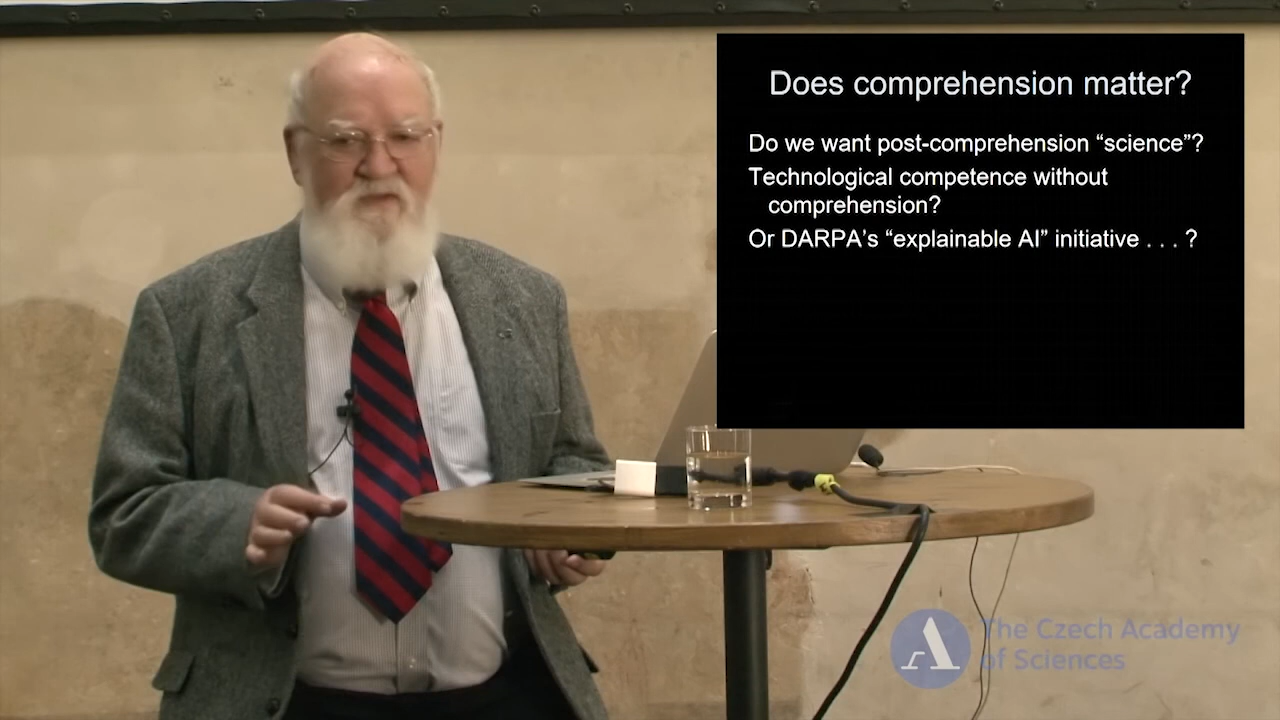 Does comprehension matter?
Do we want post-comprehension “science”?
Technological competence without
comprehension?
Or DARPA’s “explainable AI” initiative . . . ?
The Czech Academy
of Sciences